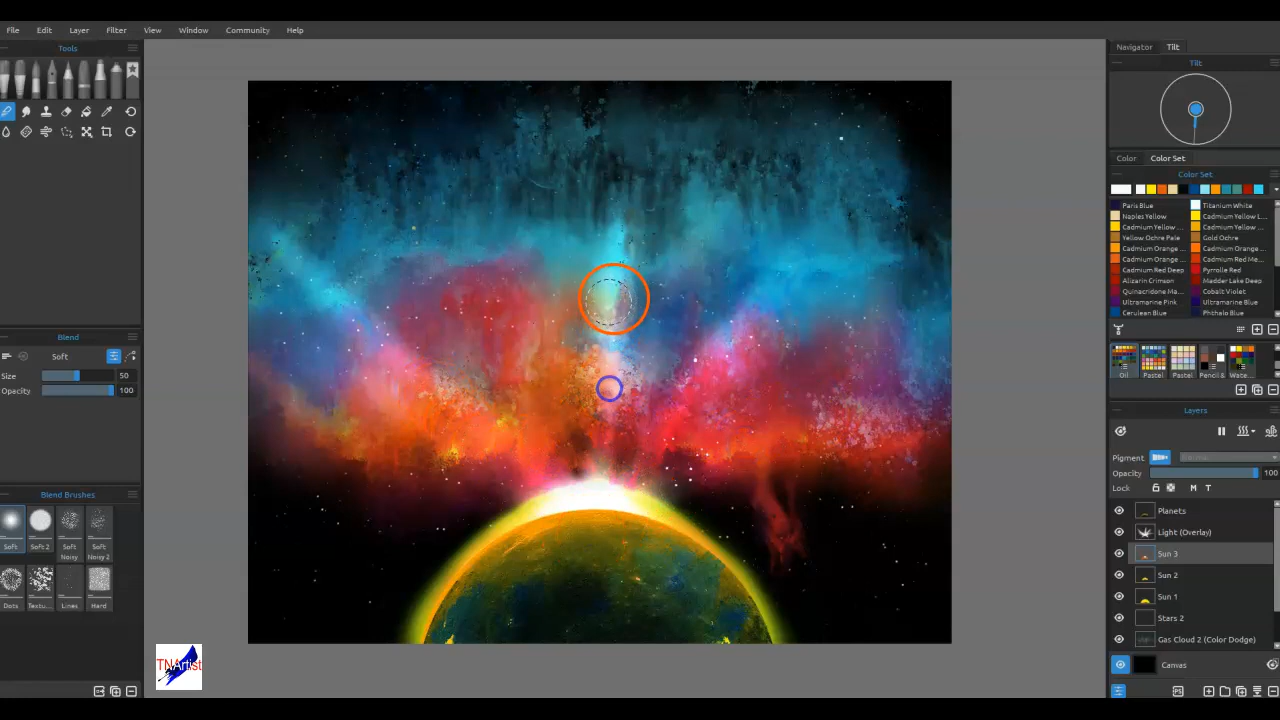 File Edit Layer Filter View Window Community Help
Tools
Navigator Tilt
Tilt
Color Color Set
Color Set
Paris Blue Titanium White
Naples Yellow Cadmium Yellow L...
Cadmium Yellow ... Cadmium Yellow ...
Yellow Ochre Pale Gold Ochre
Cadmium Orange ... Cadmium Orange ...
Cadmium Orange ... Cadmium Red Me...
Cadmium Red Deep Pyrrolle Red
Alizarin Crimson Madder Lake Deep
Quinacridone Ma... Cobalt Violet
Ultramarine Pink Ultramarine Blue
Cerulean Blue Phthalo Blue
Oil Pastel Pastel Pencil & Wate...
Blend
Soft
Size 50
Opacity 100
Blend Brushes
Soft Soft 2 Soft Noisy Soft Noisy 2
Dots Textu... Lines Hard
Layers
Pigment
Opacity 100
Lock M T
Planets
Light (Overlay)
Sun 3
Sun 2
Sun 1
Stars 2
Gas Cloud 2 (Color Dodge)
Canvas
PS
TNArtist